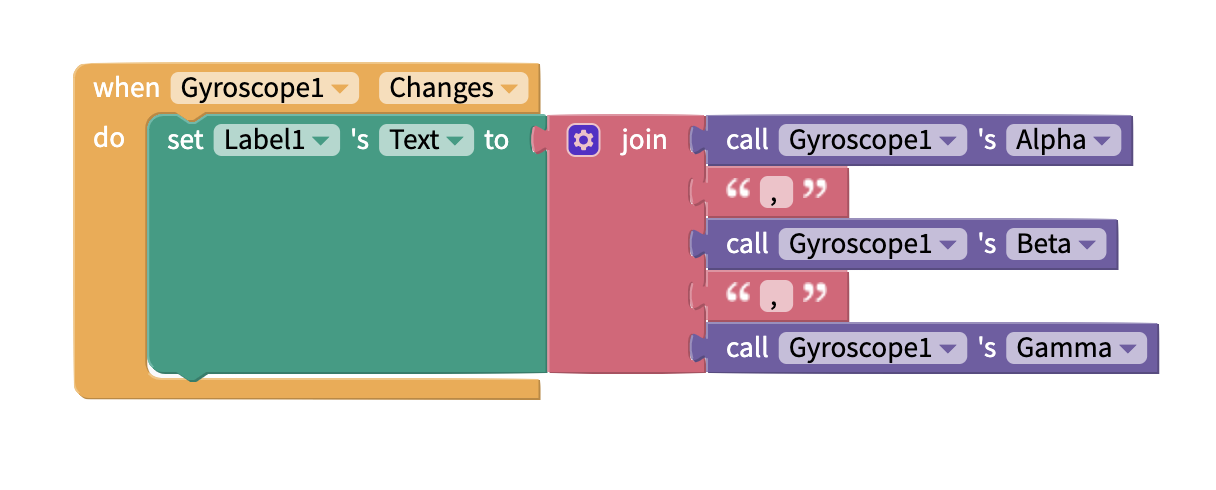 when Gyroscope1 Changes
do set Label1 's Text to join call Gyroscope1 's Alpha
“ , ”
call Gyroscope1 's Beta
“ , ”
call Gyroscope1 's Gamma